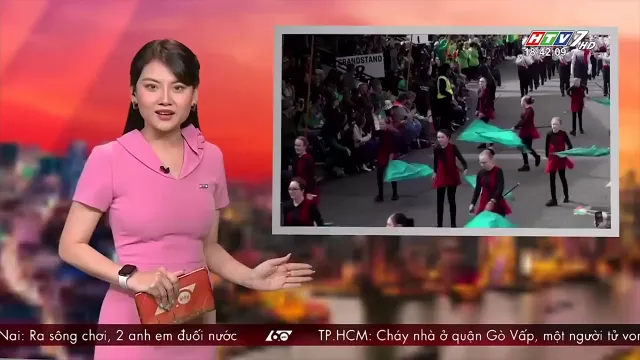 HTV7 HD
18:42:09
GRANDSTAND
Nai: Ra sông chơi, 2 anh em đuối nước 60 TP.HCM: Cháy nhà ở quận Gò Vấp, một người tử vo